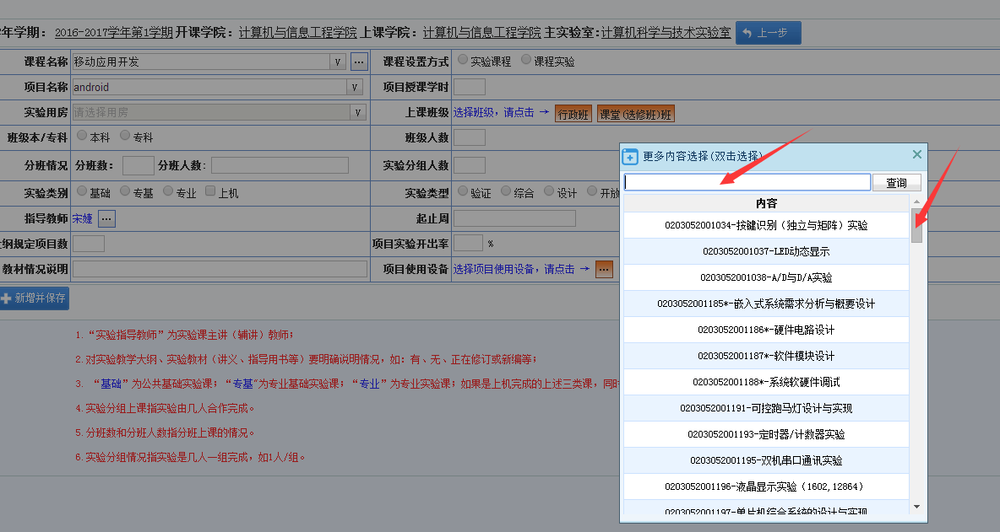 年学期： 2016-2017学年第1学期 开课学院： 计算机与信息工程学院 上课学院： 计算机与信息工程学院 主实验室:计算机科学与技术实验室 上一步
课程名称 移动应用开发 v ... 课程设置方式 实验课程 课程实验
项目名称 android v 项目授课学时
实验用房 请选择用房 v 上课班级 选择班级，请点击 → 行政班 课堂(选修班)班
班级本/专科 本科 专科 班级人数
分班情况 分班数： 分班人数: 实验分组人数
实验类别 基础 专基 专业 上机 实验类型 验证 综合 设计 开放
指导教师 宋婕 ... 起止周
纲规定项目数 项目实验开出率 %
教材情况说明 项目使用设备 选择项目使用设备，请点击 → ...
新增并保存
1.“实验指导教师”为实验课主讲（辅讲）教师；
2.对实验教学大纲、实验教材（讲义、指导用书等）要明确说明情况，如：有、无、正在修订或新编等；
3. “基础”为公共基础实验课；“专基"为专业基础实验课；“专业”为专业实验课；如果是上机完成的上述三类课，同时
4.实验分组上课指实验由几人合作完成。
5.分班数和分班人数指分班上课的情况。
6.实验分组情况指实验是几人一组完成，如1人/组。
更多内容选择(双击选择)
查询
内容
0203052001034-按键识别（独立与矩阵）实验
0203052001037-LED动态显示
0203052001038-A/D与D/A实验
0203052001185*-嵌入式系统需求分析与概要设计
0203052001186*-硬件电路设计
0203052001187*-软件模块设计
0203052001188*-系统软硬件调试
0203052001191-可控跑马灯设计与实现
0203052001193-定时器/计数器实验
0203052001195-双机串口通讯实验
0203052001196-液晶显示实验（1602,12864）
0203052001197-单片机综合系统的设计与实现